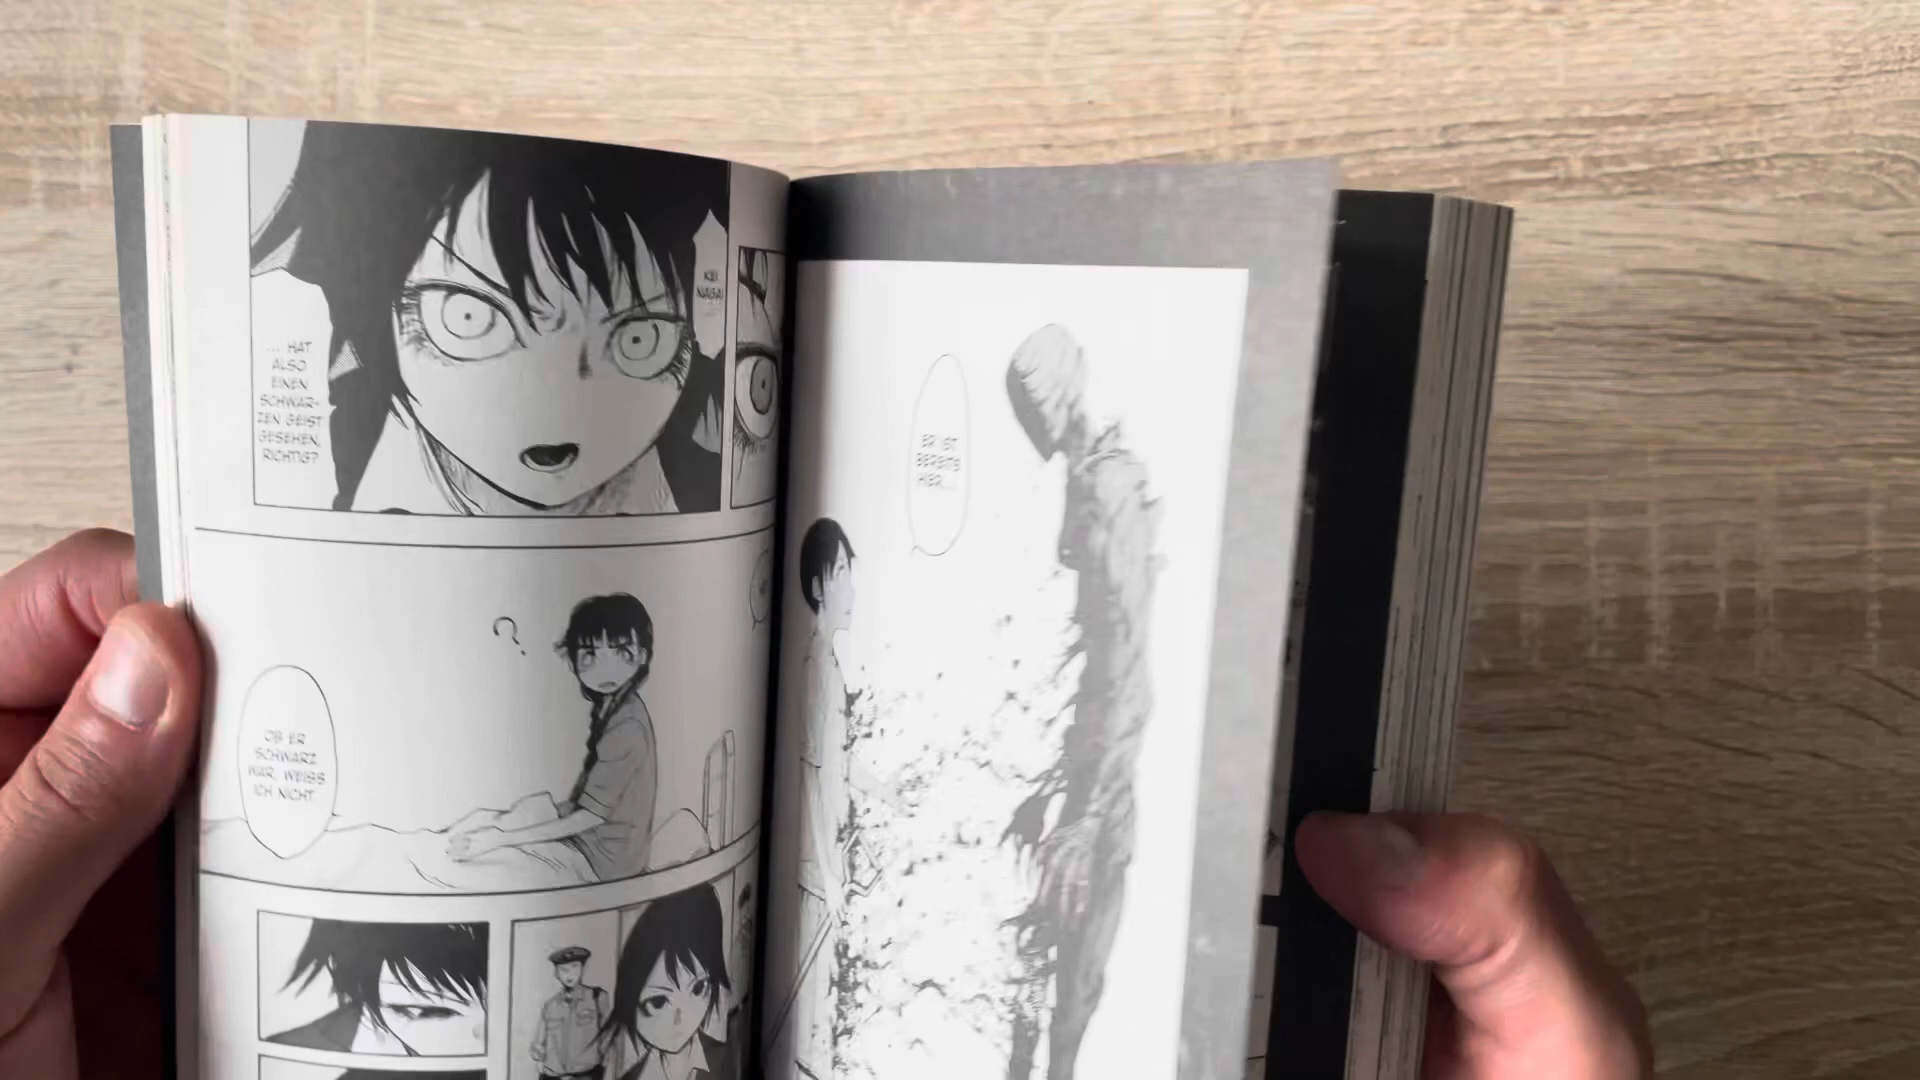 KEI
NAGAI
... HAT
ALSO
EINEN
SCHWAR-
ZEN GEIST
GESEHEN,
RICHTIG?
?
OB ER
SCHWARZ
WAR, WEISS
ICH NICHT.
ER IST
BEREITS
HIER...